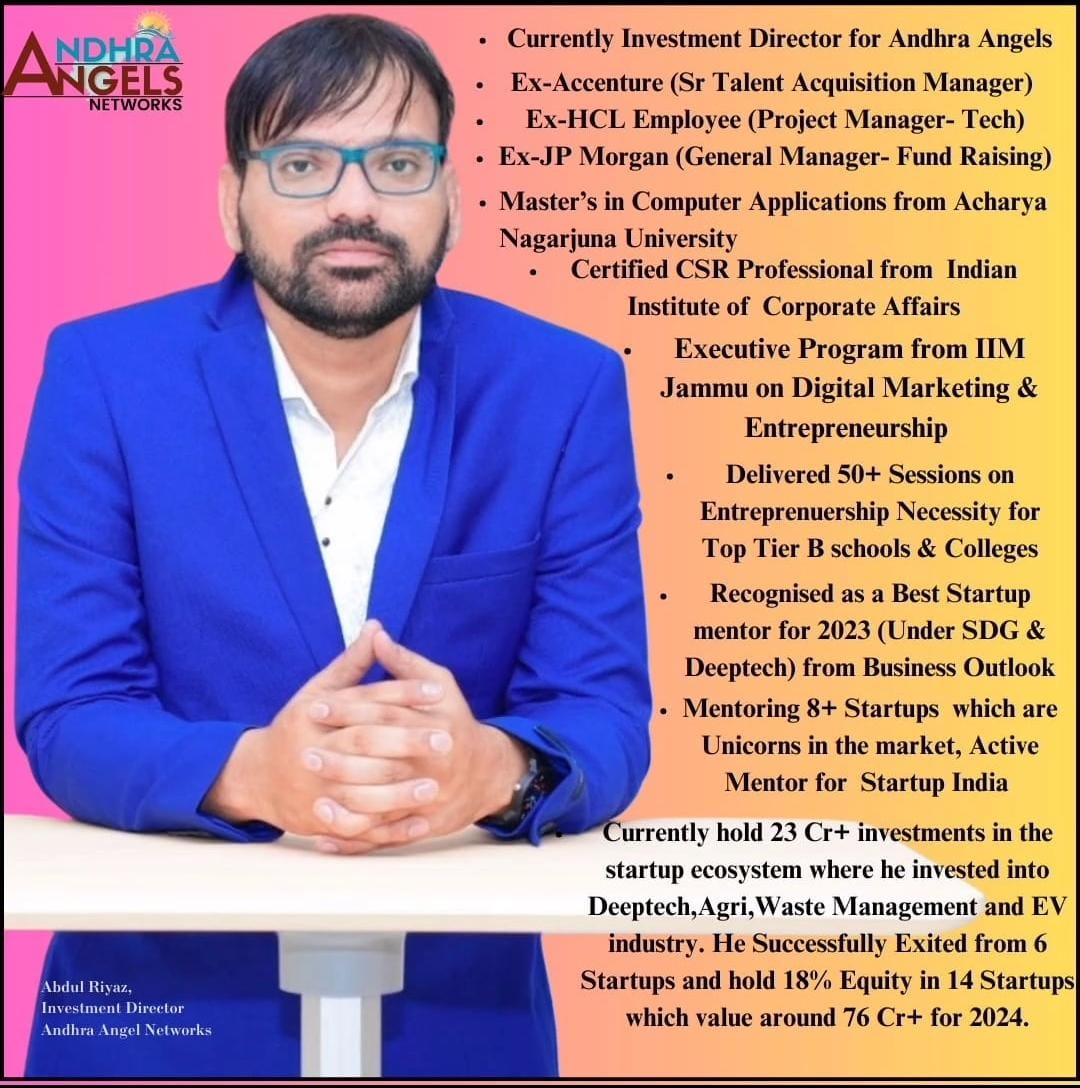 ANDHRA
ANGELS
NETWORKS
• Currently Investment Director for Andhra Angels
• Ex-Accenture (Sr Talent Acquisition Manager)
• Ex-HCL Employee (Project Manager- Tech)
• Ex-JP Morgan (General Manager- Fund Raising)
• Master’s in Computer Applications from Acharya
Nagarjuna University
• Certified CSR Professional from Indian
Institute of Corporate Affairs
• Executive Program from IIM
Jammu on Digital Marketing &
Entrepreneurship
• Delivered 50+ Sessions on
Entreprenuership Necessity for
Top Tier B schools & Colleges
• Recognised as a Best Startup
mentor for 2023 (Under SDG &
Deeptech) from Business Outlook
• Mentoring 8+ Startups which are
Unicorns in the market, Active
Mentor for Startup India
• Currently hold 23 Cr+ investments in the
startup ecosystem where he invested into
Deeptech,Agri,Waste Management and EV
industry. He Successfully Exited from 6
Startups and hold 18% Equity in 14 Startups
which value around 76 Cr+ for 2024.
Abdul Riyaz,
Investment Director
Andhra Angel Networks